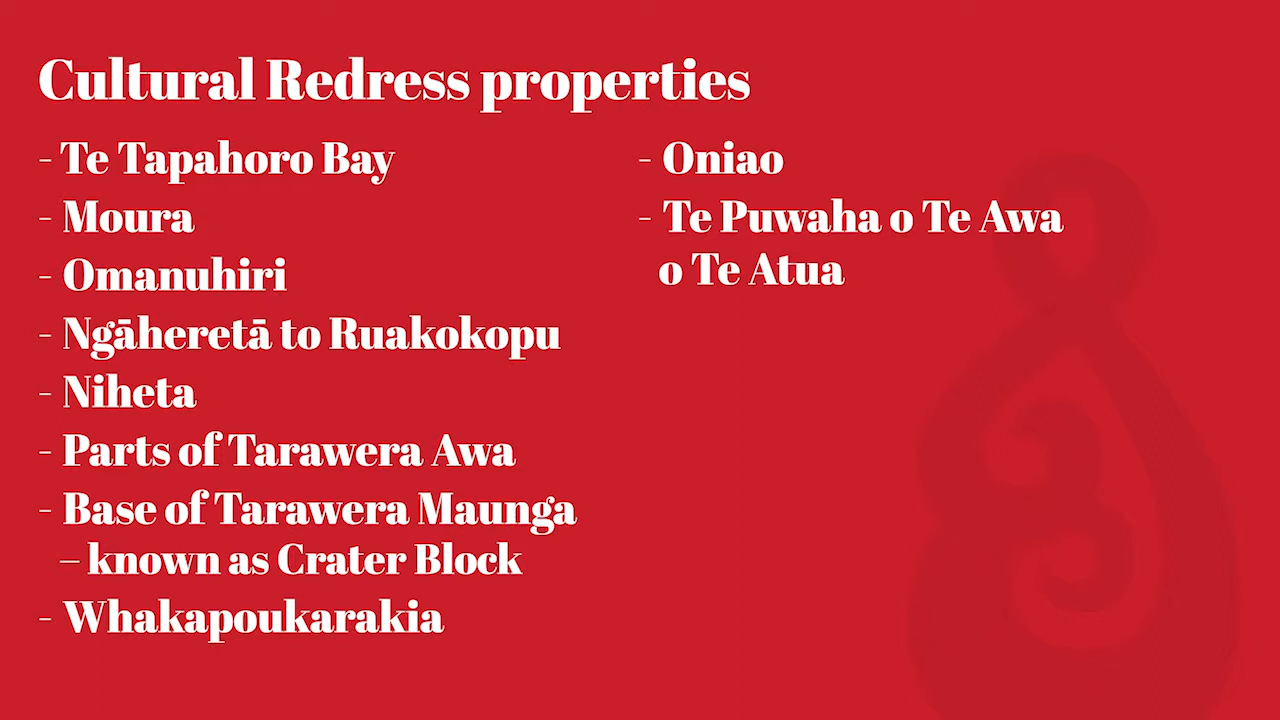 Cultural Redress properties
- Te Tapahoro Bay
- Moura
- Omanuhiri
- Ngāheretā to Ruakokopu
- Niheta
- Parts of Tarawera Awa
- Base of Tarawera Maunga
– known as Crater Block
- Whakapoukarakia
- Oniao
- Te Puwaha o Te Awa
o Te Atua